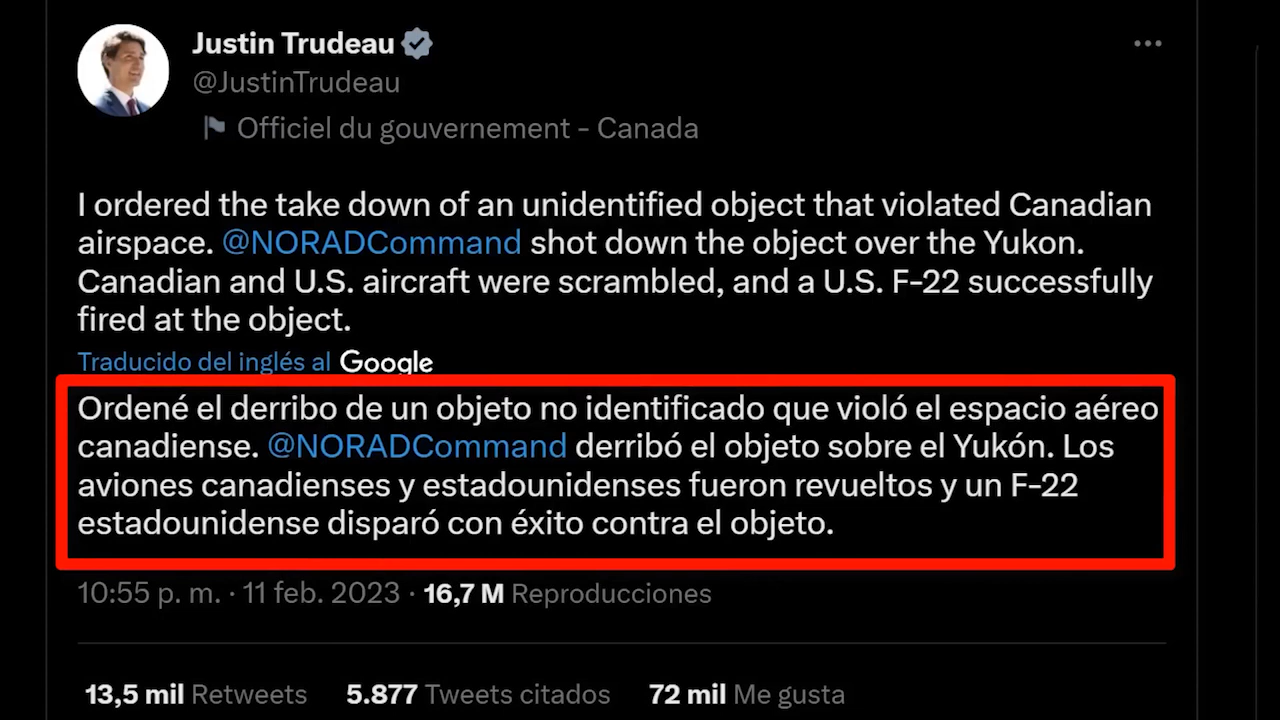 Justin Trudeau
@JustinTrudeau
Officiel du gouvernement - Canada
I ordered the take down of an unidentified object that violated Canadian
airspace. @NORADCommand shot down the object over the Yukon.
Canadian and U.S. aircraft were scrambled, and a U.S. F-22 successfully
fired at the object.
Traducido del inglés al Google
Ordené el derribo de un objeto no identificado que violó el espacio aéreo
canadiense. @NORADCommand derribó el objeto sobre el Yukón. Los
aviones canadienses y estadounidenses fueron revueltos y un F-22
estadounidense disparó con éxito contra el objeto.
10:55 p. m. · 11 feb. 2023 · 16,7 M Reproducciones
13,5 mil Retweets 5.877 Tweets citados 72 mil Me gusta